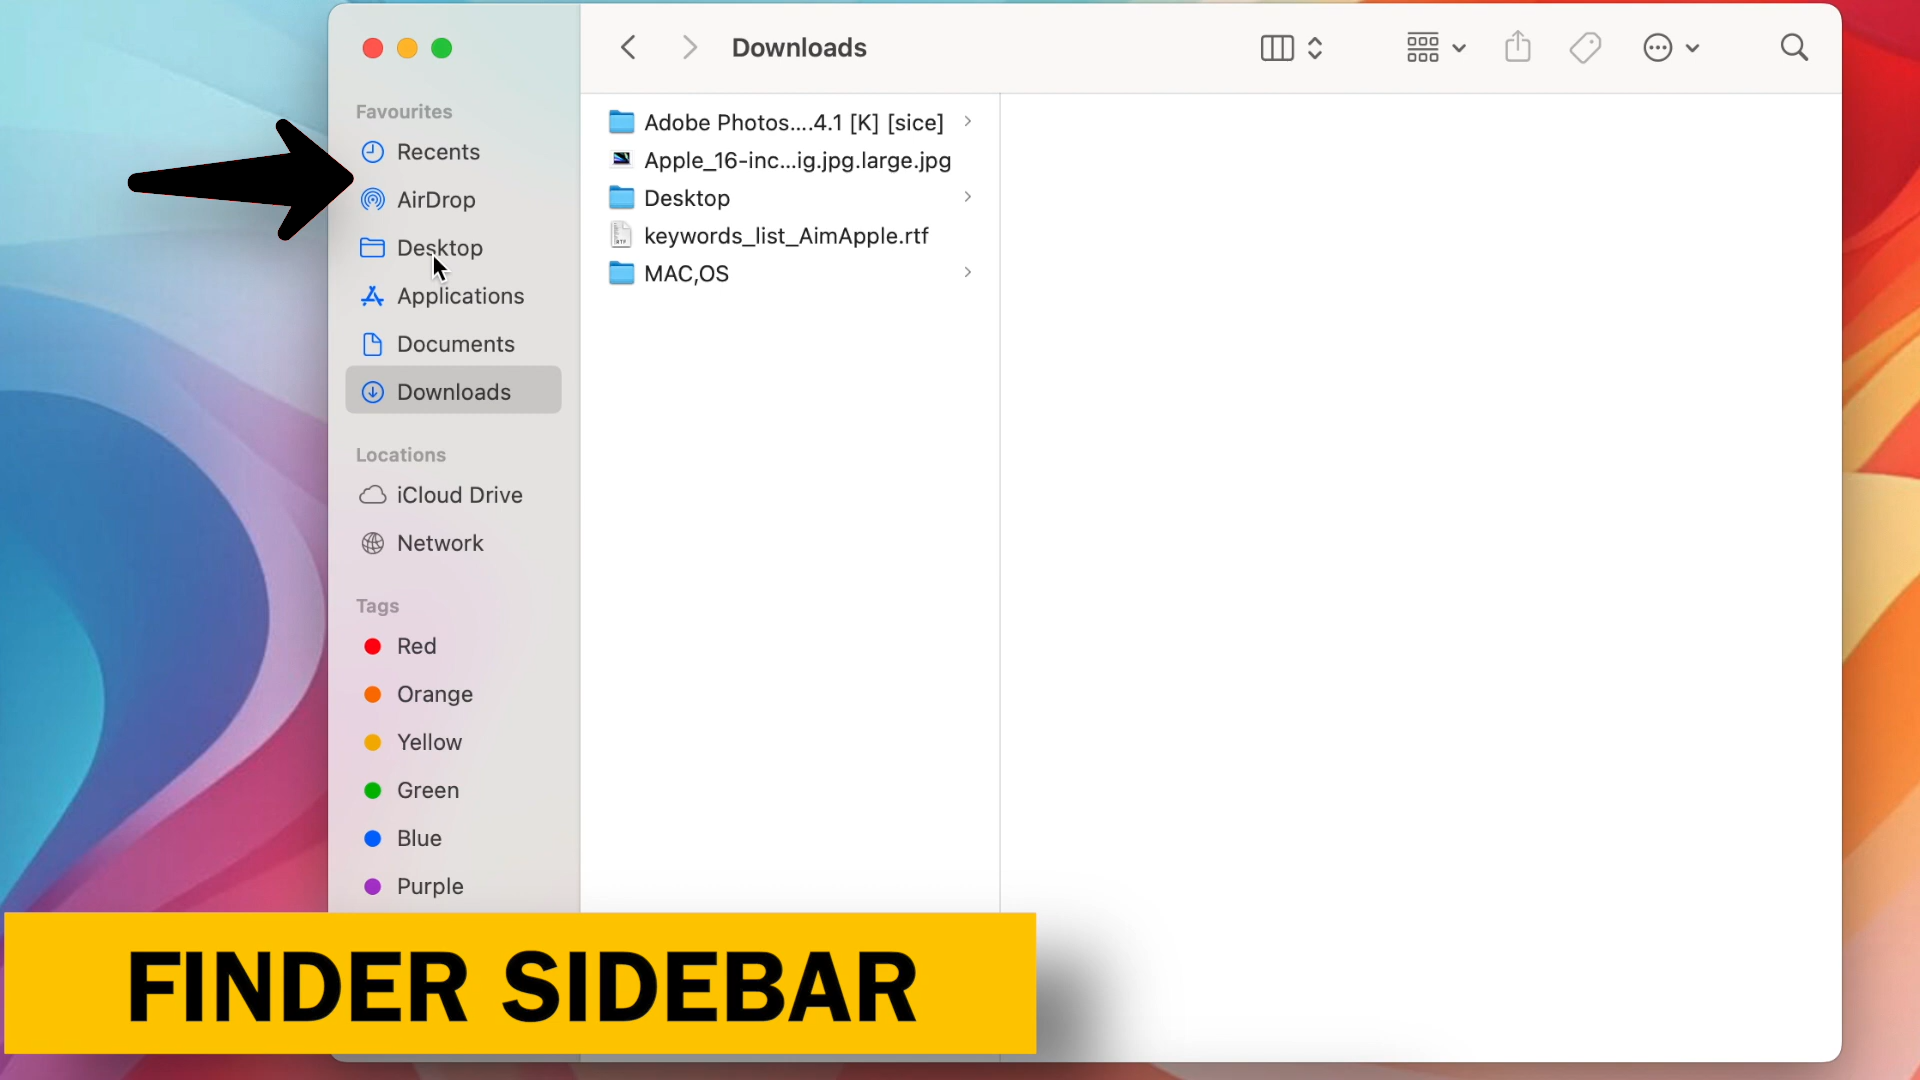 Downloads
Favourites
Recents
AirDrop
Desktop
Applications
Documents
Downloads
Locations
iCloud Drive
Network
Tags
Red
Orange
Yellow
Green
Blue
Purple
Adobe Photos....4.1 [K] [sice]
Apple_16-inc...ig.jpg.large.jpg
Desktop
keywords_list_AimApple.rtf
MAC,OS
FINDER SIDEBAR